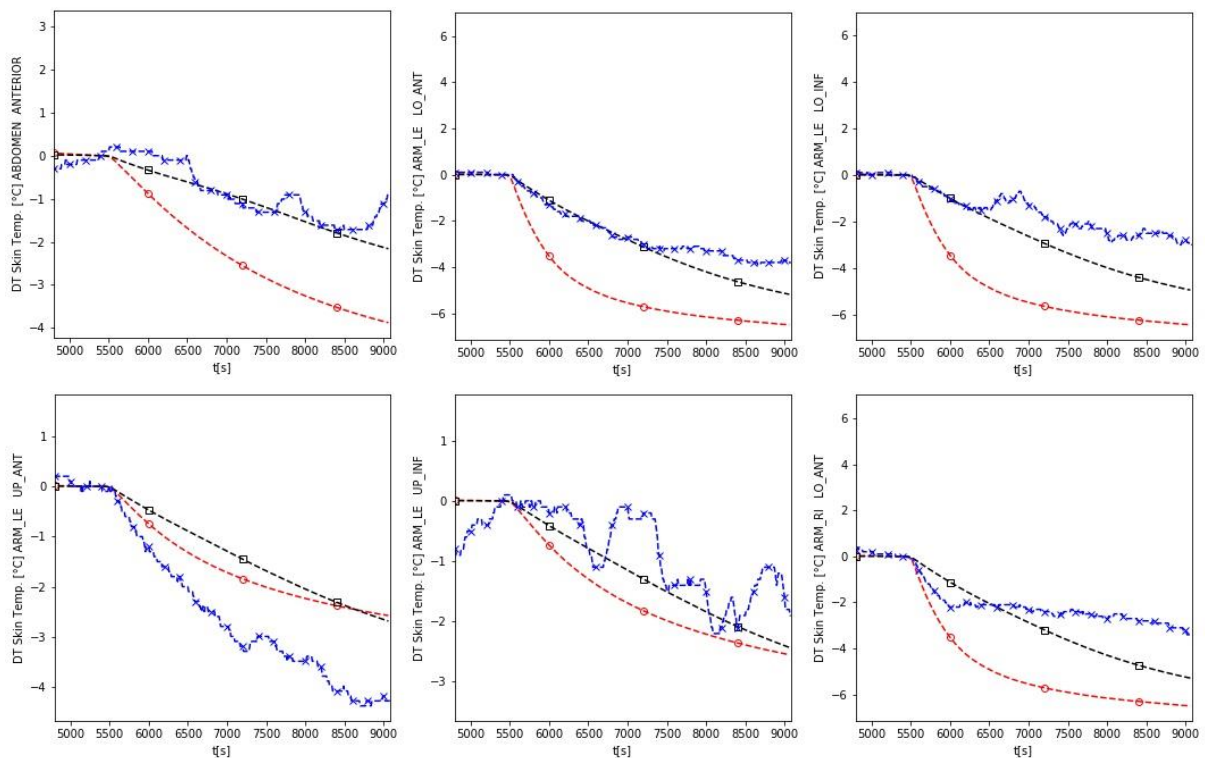 DT Skin Temp. [°C] ABDOMEN ANTERIOR
3
2
1
0
−1
−2
−3
−4
5000 5500 6000 6500 7000 7500 8000 8500 9000
t[s]
DT Skin Temp. [°C] ARM_LE LO_ANT
6
4
2
0
−2
−4
−6
5000 5500 6000 6500 7000 7500 8000 8500 9000
t[s]
DT Skin Temp. [°C] ARM_LE LO_INF
6
4
2
0
−2
−4
−6
5000 5500 6000 6500 7000 7500 8000 8500 9000
t[s]
DT Skin Temp. [°C] ARM_LE UP_ANT
1
0
−1
−2
−3
−4
5000 5500 6000 6500 7000 7500 8000 8500 9000
t[s]
DT Skin Temp. [°C] ARM_LE UP_INF
1
0
−1
−2
−3
5000 5500 6000 6500 7000 7500 8000 8500 9000
t[s]
DT Skin Temp. [°C] ARM_RI LO_ANT
6
4
2
0
−2
−4
−6
5000 5500 6000 6500 7000 7500 8000 8500 9000
t[s]